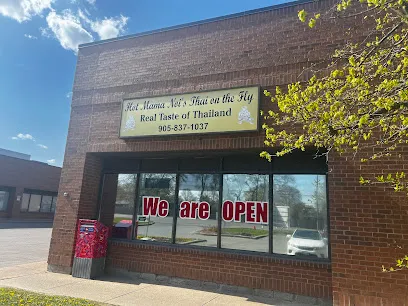 Hot Mama Noi's Thai on the Fly
Real Taste of Thailand
905-837-1037
We are OPEN